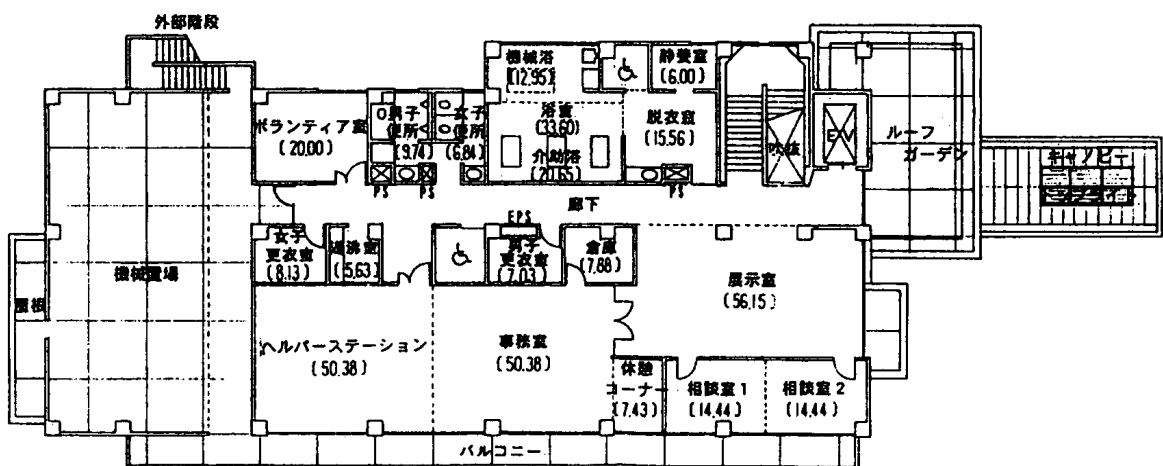 外部階段
機械浴
(12.95)
静養室
(6.00)
ボランティア室
(20.00)
男子
便所
(9.74)
女子
便所
(6.84)
浴室
(33.60)
介助浴
(20.65)
脱衣室
(15.56)
吹抜
EV
ルーフ
ガーデン
キャノピー
PS
PS
PS
廊下
EPS
女子
更衣室
(8.13)
湯沸室
(5.63)
男子
更衣室
(7.03)
倉庫
(7.88)
展示室
(56.15)
機械置場
屋根
ヘルパーステーション
(50.38)
事務室
(50.38)
休憩
コーナー
(7.43)
相談室1
(14.44)
相談室2
(14.44)
バルコニー